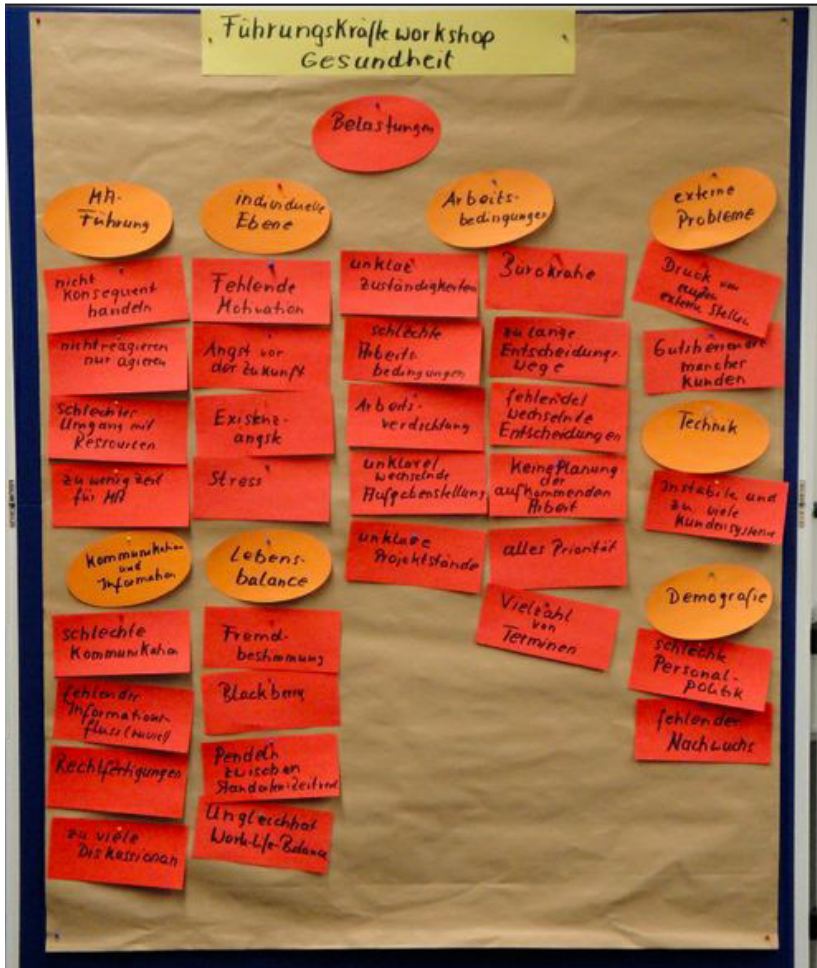 Führungskräfteworkshop
Gesundheit
Belastungen
MA-
Führung
nicht
konsequent
handeln
nicht reagieren
nur agieren
schlechter
Umgang mit
Ressourcen
zu wenig Zeit
für MA
Kommunikation
und
Information
schlechte
Kommunikation
fehlender
Informations-
fluss (zuviel)
Rechtfertigungen
zu viele
Diskussionen
individuelle
Ebene
Fehlende
Motivation
Angst vor
der Zukunft
Existenz-
angst
Stress
Lebens-
balance
Fremd-
bestimmung
Blackberry
Pendeln
zwischen
Ungleichheit
Work-Life-Balance
Arbeits-
bedingungen
unklar
Zuständigkeiten
schlechte
Arbeits-
bedingungen
Arbeits-
verdichtung
unklare/
wechselnde
Aufgabenstellung
unklare
Projektstände
Bürokratie
zu lange
Entscheidungs-
wege
fehlende/
wechselnde
Entscheidungen
Keine Planung
der
aufkommenden
Arbeit
alles Priorität
Vielzahl
von
Terminen
externe
Probleme
Druck von
außen
externe Stellen
Gutsherrenart
mancher
Kunden
Technik
Instabile und
zu viele
Kundensysteme
Demografie
schlechte
Personal-
politik
fehlender
Nachwuchs